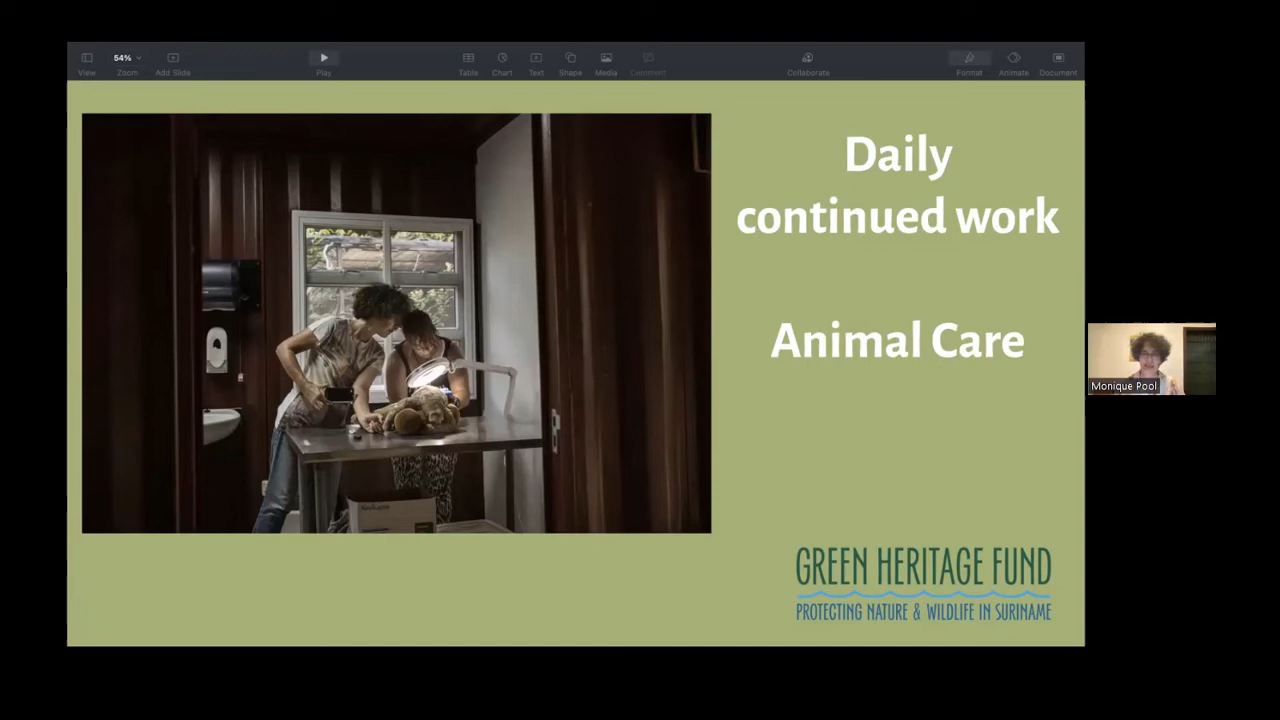 54%
View
Zoom
Add Slide
Play
Table
Chart
Text
Shape
Media
Comment
Collaborate
Format
Animate
Document
Daily
continued work
Animal Care
Monique Pool
GREEN HERITAGE FUND
PROTECTING NATURE & WILDLIFE IN SURINAME